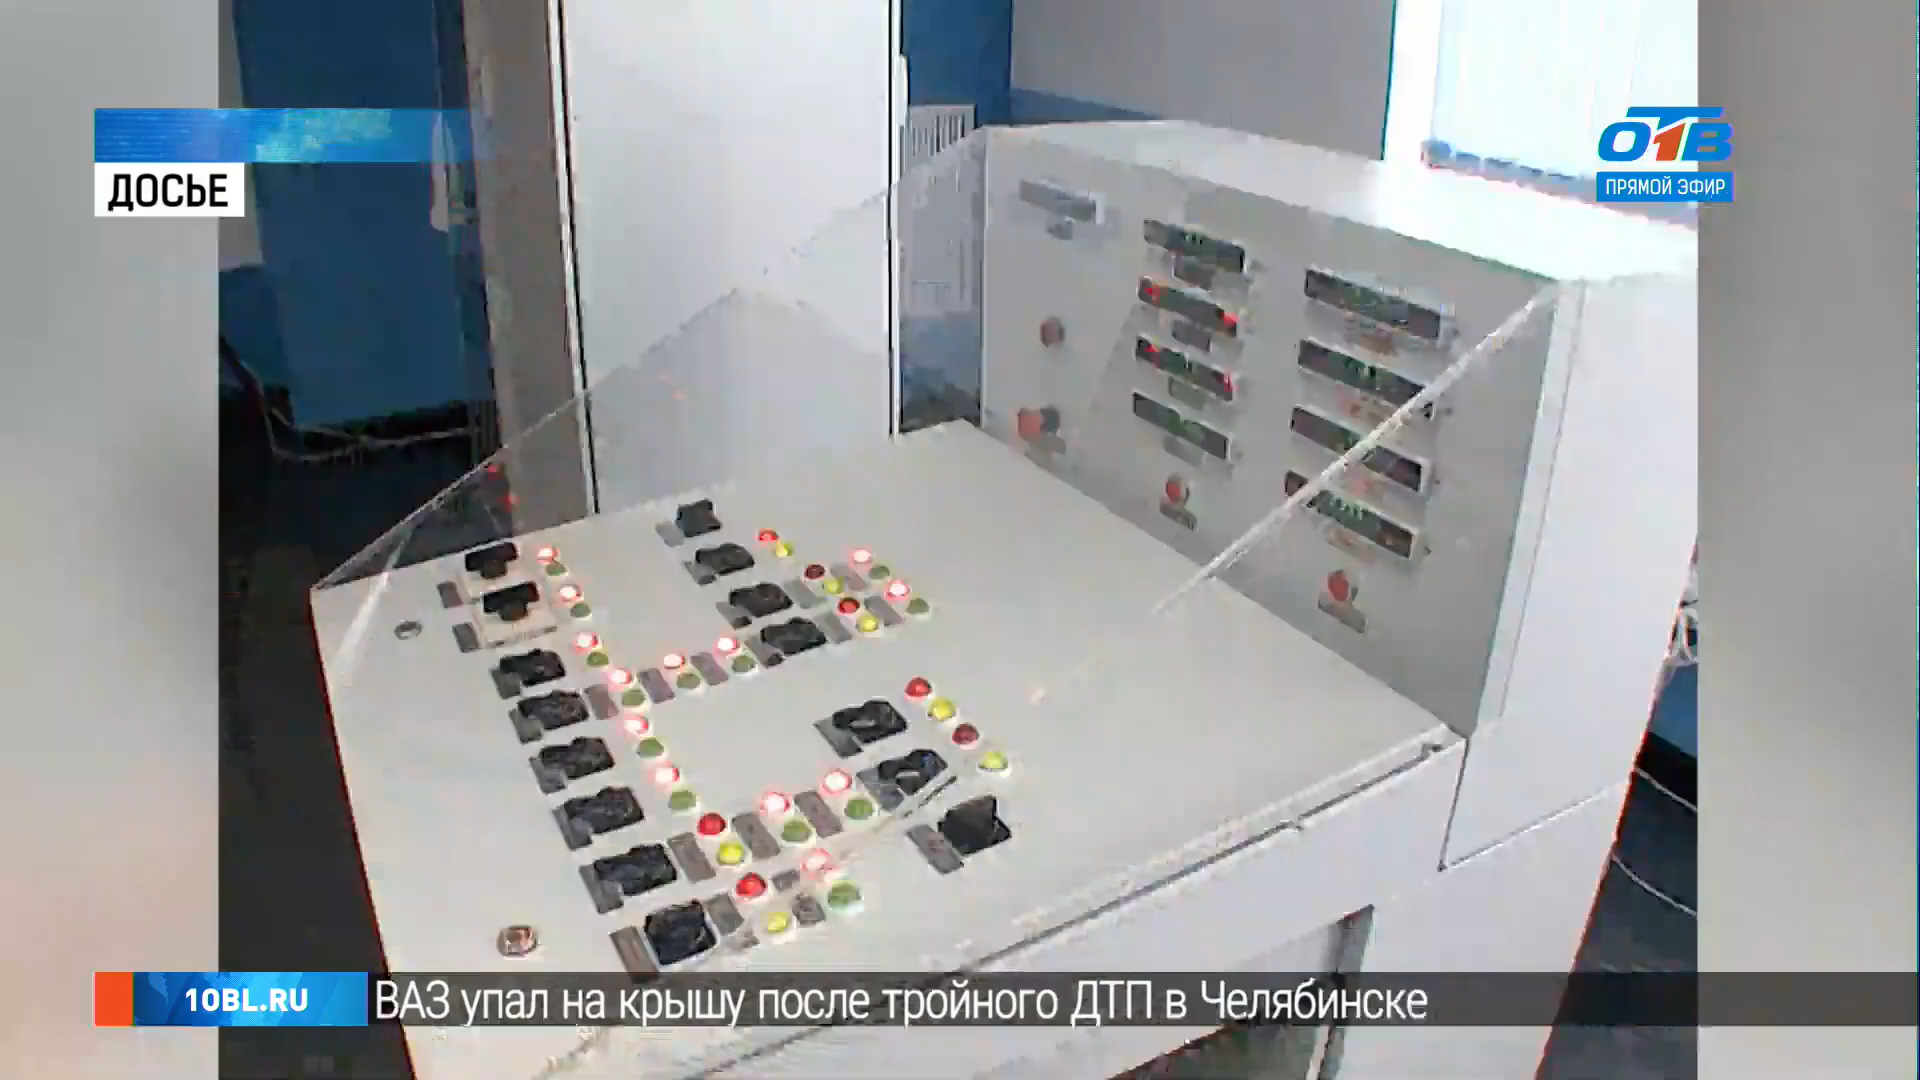 ДОСЬЕ
ОТВ
ПРЯМОЙ ЭФИР
10BL.RU
ВАЗ упал на крышу после тройного ДТП в Челябинске